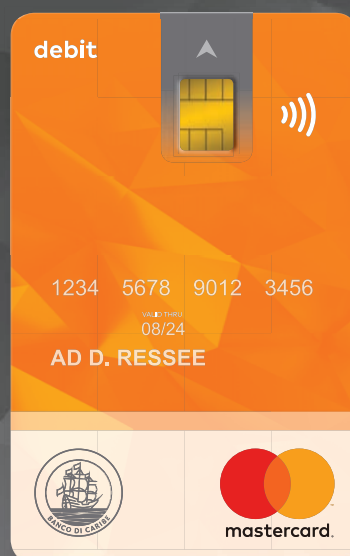 debit
1234 5678 9012 3456
VALID THRU
08/24
AD D. RESSEE
BANCO DI CARIBE
mastercard.